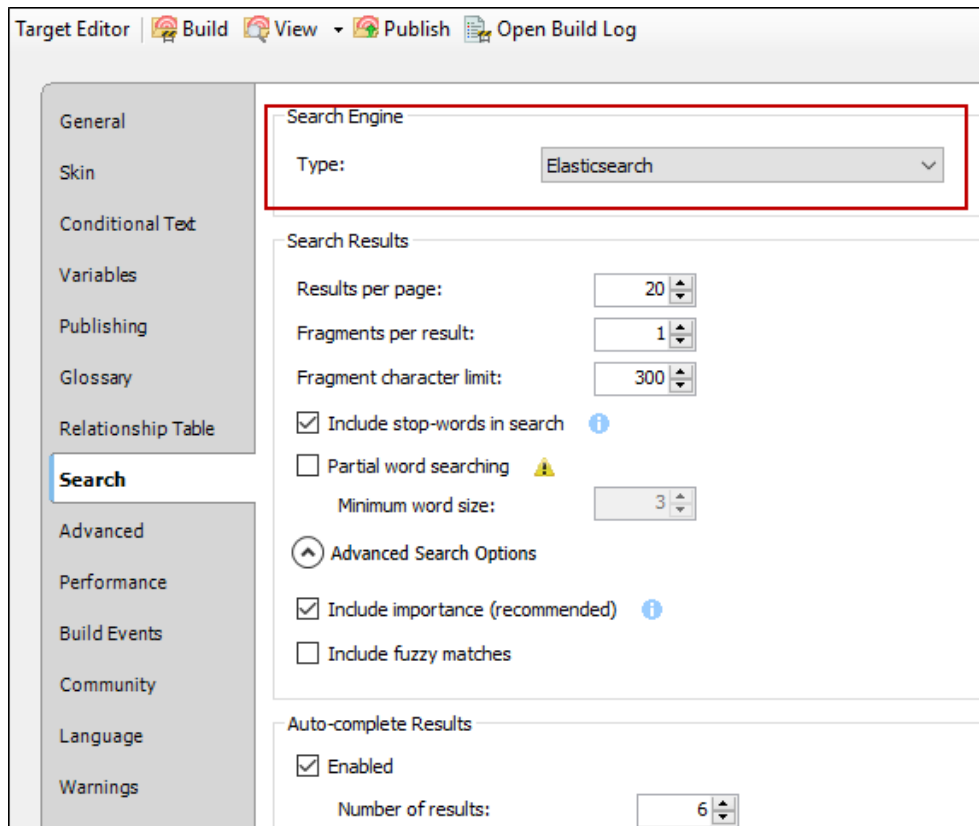 Target Editor Build View Publish Open Build Log
General
Skin
Conditional Text
Variables
Publishing
Glossary
Relationship Table
Search
Advanced
Performance
Build Events
Community
Language
Warnings
Search Engine
Type: Elasticsearch
Search Results
Results per page: 20
Fragments per result: 1
Fragment character limit: 300
Include stop-words in search
Partial word searching
Minimum word size: 3
Advanced Search Options
Include importance (recommended)
Include fuzzy matches
Auto-complete Results
Enabled
Number of results: 6